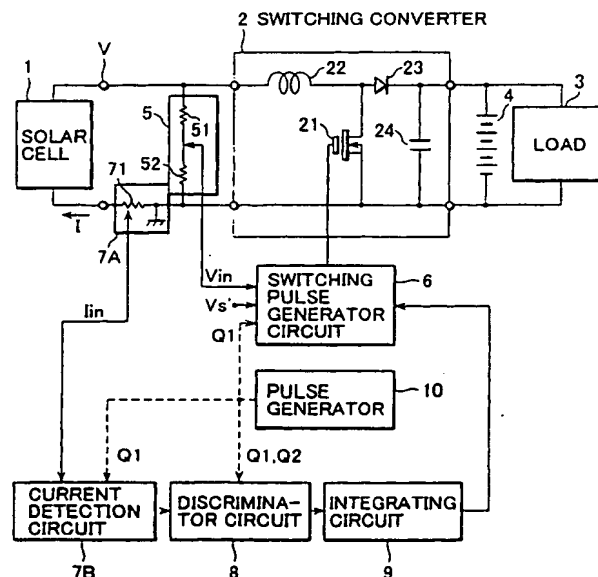 2 SWITCHING CONVERTER
V
1
22
23
3
SOLAR
CELL
5
51
52
21
24
4
LOAD
71
I
7A
Vin
Iin
Vs'
Q1
SWITCHING
PULSE
GENERATOR
CIRCUIT
6
PULSE
GENERATOR
10
Q1
Q1,Q2
CURRENT
DETECTION
CIRCUIT
DISCRIMINA-
TOR CIRCUIT
INTEGRATING
CIRCUIT
7B
8
9